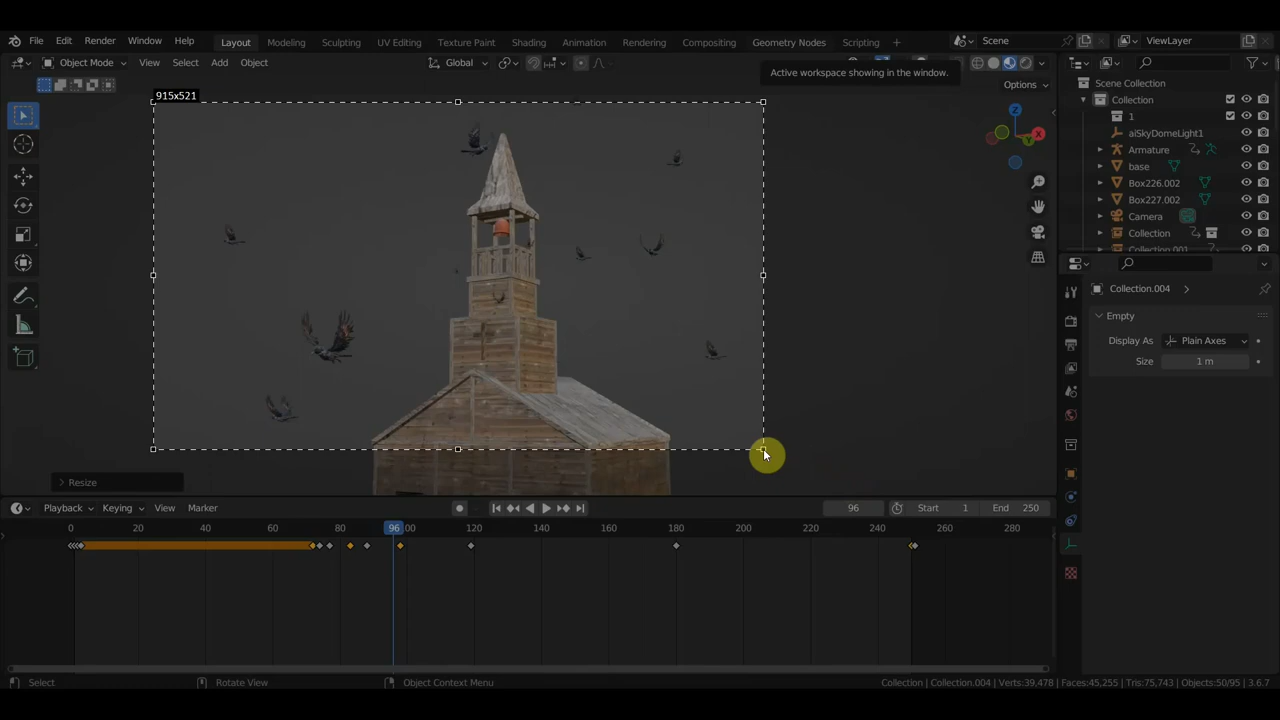 File Edit Render Window Help Layout Modeling Sculpting UV Editing Texture Paint Shading Animation Rendering Compositing Geometry Nodes Scripting + Scene ViewLayer
Object Mode View Select Add Object Global
Active workspace showing in the window.
Options
915x521
Scene Collection
Collection
1
aiSkyDomeLight1
Armature
base
Box226.002
Box227.002
Camera
Collection
Collection.001
Collection.004
Empty
Display As Plain Axes
Size 1 m
Resize
Playback Keying View Marker 96 Start 1 End 250
0 20 40 60 80 96 00 120 140 160 180 200 220 240 260 280
Select Rotate View Object Context Menu Collection | Collection.004 | Verts:39,478 | Faces:45,255 | Tris:75,743 | Objects:50/95 | 3.6.7